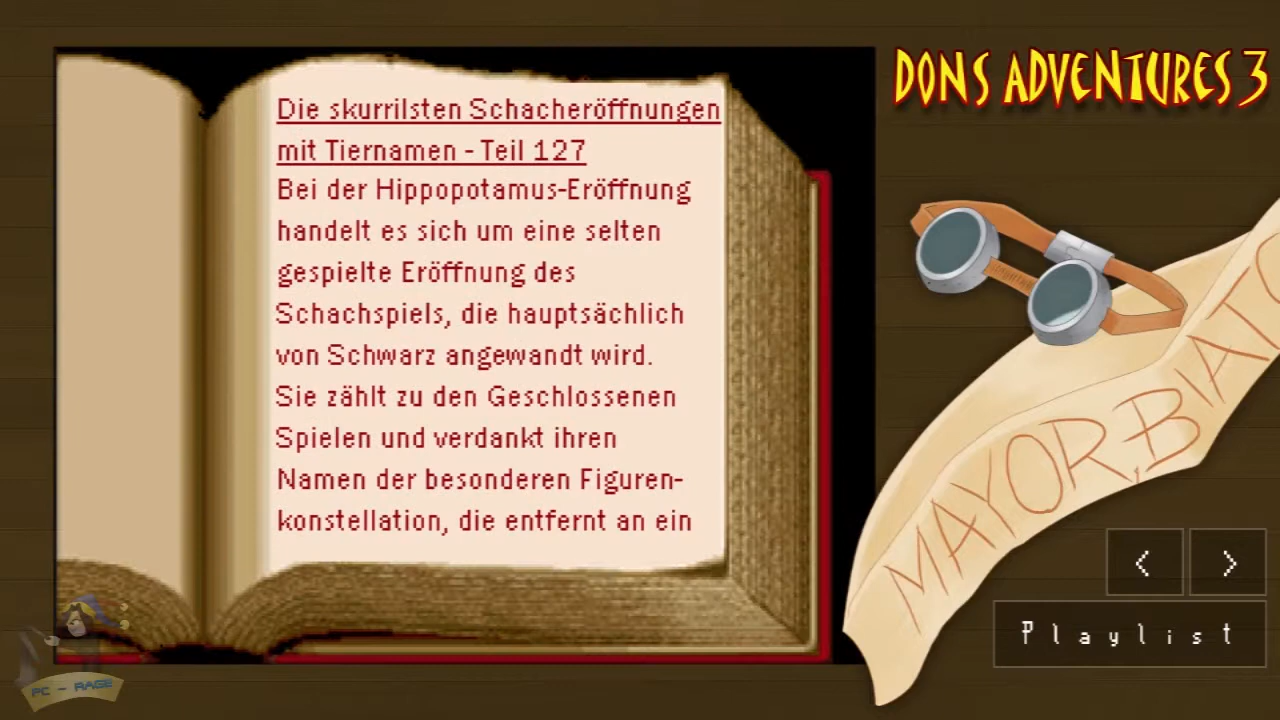 Die skurrilsten Schacheröffnungen
mit Tiernamen - Teil 127
Bei der Hippopotamus-Eröffnung
handelt es sich um eine selten
gespielte Eröffnung des
Schachspiels, die hauptsächlich
von Schwarz angewandt wird.
Sie zählt zu den Geschlossenen
Spielen und verdankt ihren
Namen der besonderen Figuren-
konstellation, die entfernt an ein
DONS ADVENTURES 3
MAYOR.BIAT
< >
Playlist
PC - RAGE